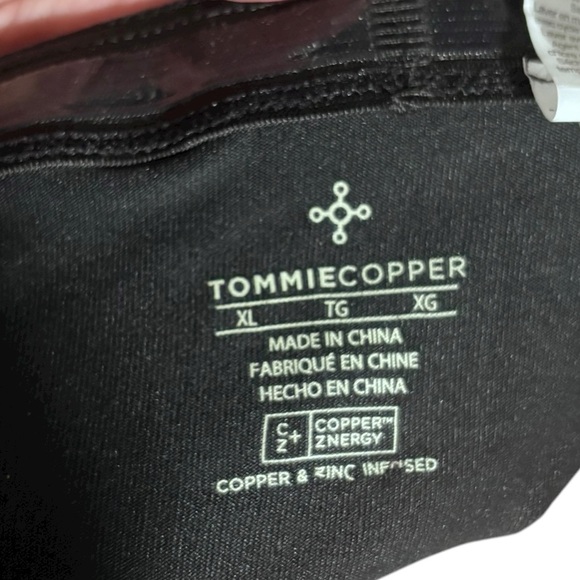 TOMMIECOPPER
XL TG XG
MADE IN CHINA
FABRIQUÉ EN CHINE
HECHO EN CHINA
C Z+ COPPER™ ZNERGY
COPPER & ZINC INFUSED